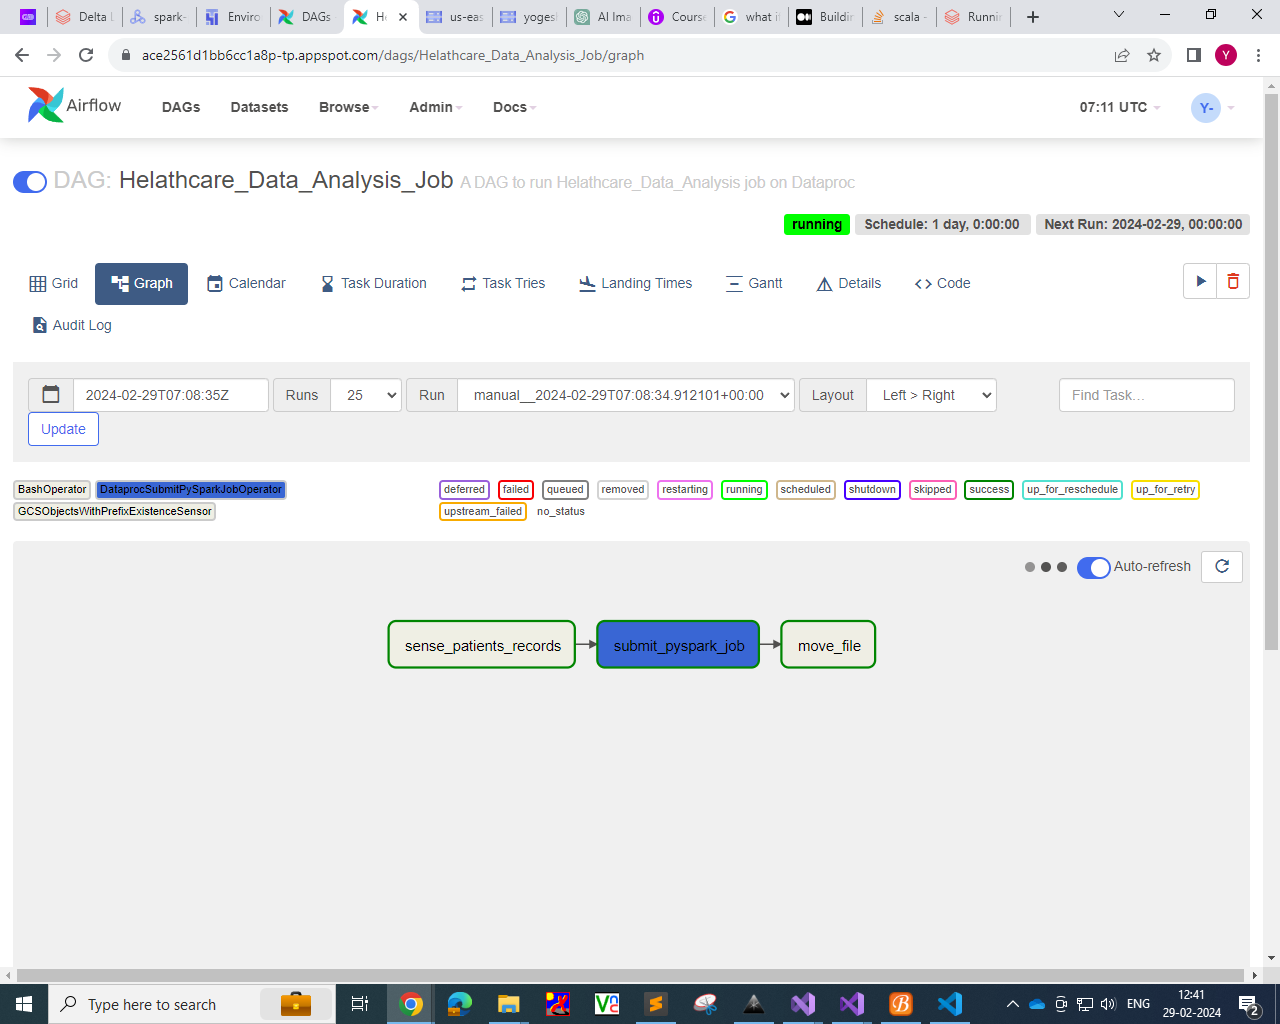 Delta L
spark-
Enviro
DAGs
He
us-eas
yogesl
AI Ima
Course
what i
Buildin
scala -
Runnin
ace2561d1bb6cc1a8p-tp.appspot.com/dags/Helathcare_Data_Analysis_Job/graph
Y
Airflow
DAGs
Datasets
Browse
Admin
Docs
07:11 UTC
Y-
DAG: Helathcare_Data_Analysis_Job A DAG to run Helathcare_Data_Analysis job on Dataproc
running
Schedule: 1 day, 0:00:00
Next Run: 2024-02-29, 00:00:00
Grid
Graph
Calendar
Task Duration
Task Tries
Landing Times
Gantt
Details
Code
Audit Log
2024-02-29T07:08:35Z
Runs
25
Run
manual__2024-02-29T07:08:34.912101+00:00
Layout
Left > Right
Find Task…
Update
BashOperator
DataprocSubmitPySparkJobOperator
GCSObjectsWithPrefixExistenceSensor
deferred
failed
queued
removed
restarting
running
scheduled
shutdown
skipped
success
up_for_reschedule
up_for_retry
upstream_failed
no_status
Auto-refresh
sense_patients_records
submit_pyspark_job
move_file
Type here to search
ENG
12:41
29-02-2024
2